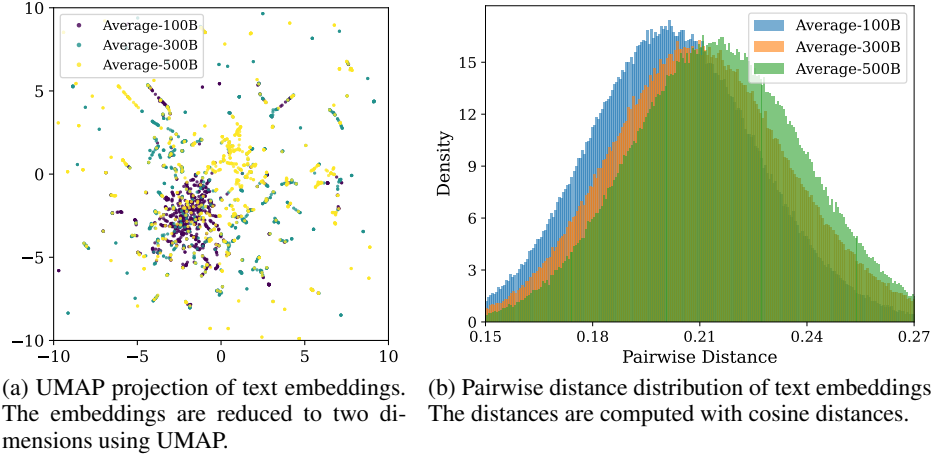 Average-100B
Average-300B
Average-500B
10
5
0
−5
−10
−10
−5
0
5
10
(a) UMAP projection of text embeddings.
The embeddings are reduced to two di-
mensions using UMAP.
Average-100B
Average-300B
Average-500B
Density
15
12
9
6
3
0
0.15
0.18
0.21
0.24
0.27
Pairwise Distance
(b) Pairwise distance distribution of text embeddings
The distances are computed with cosine distances.